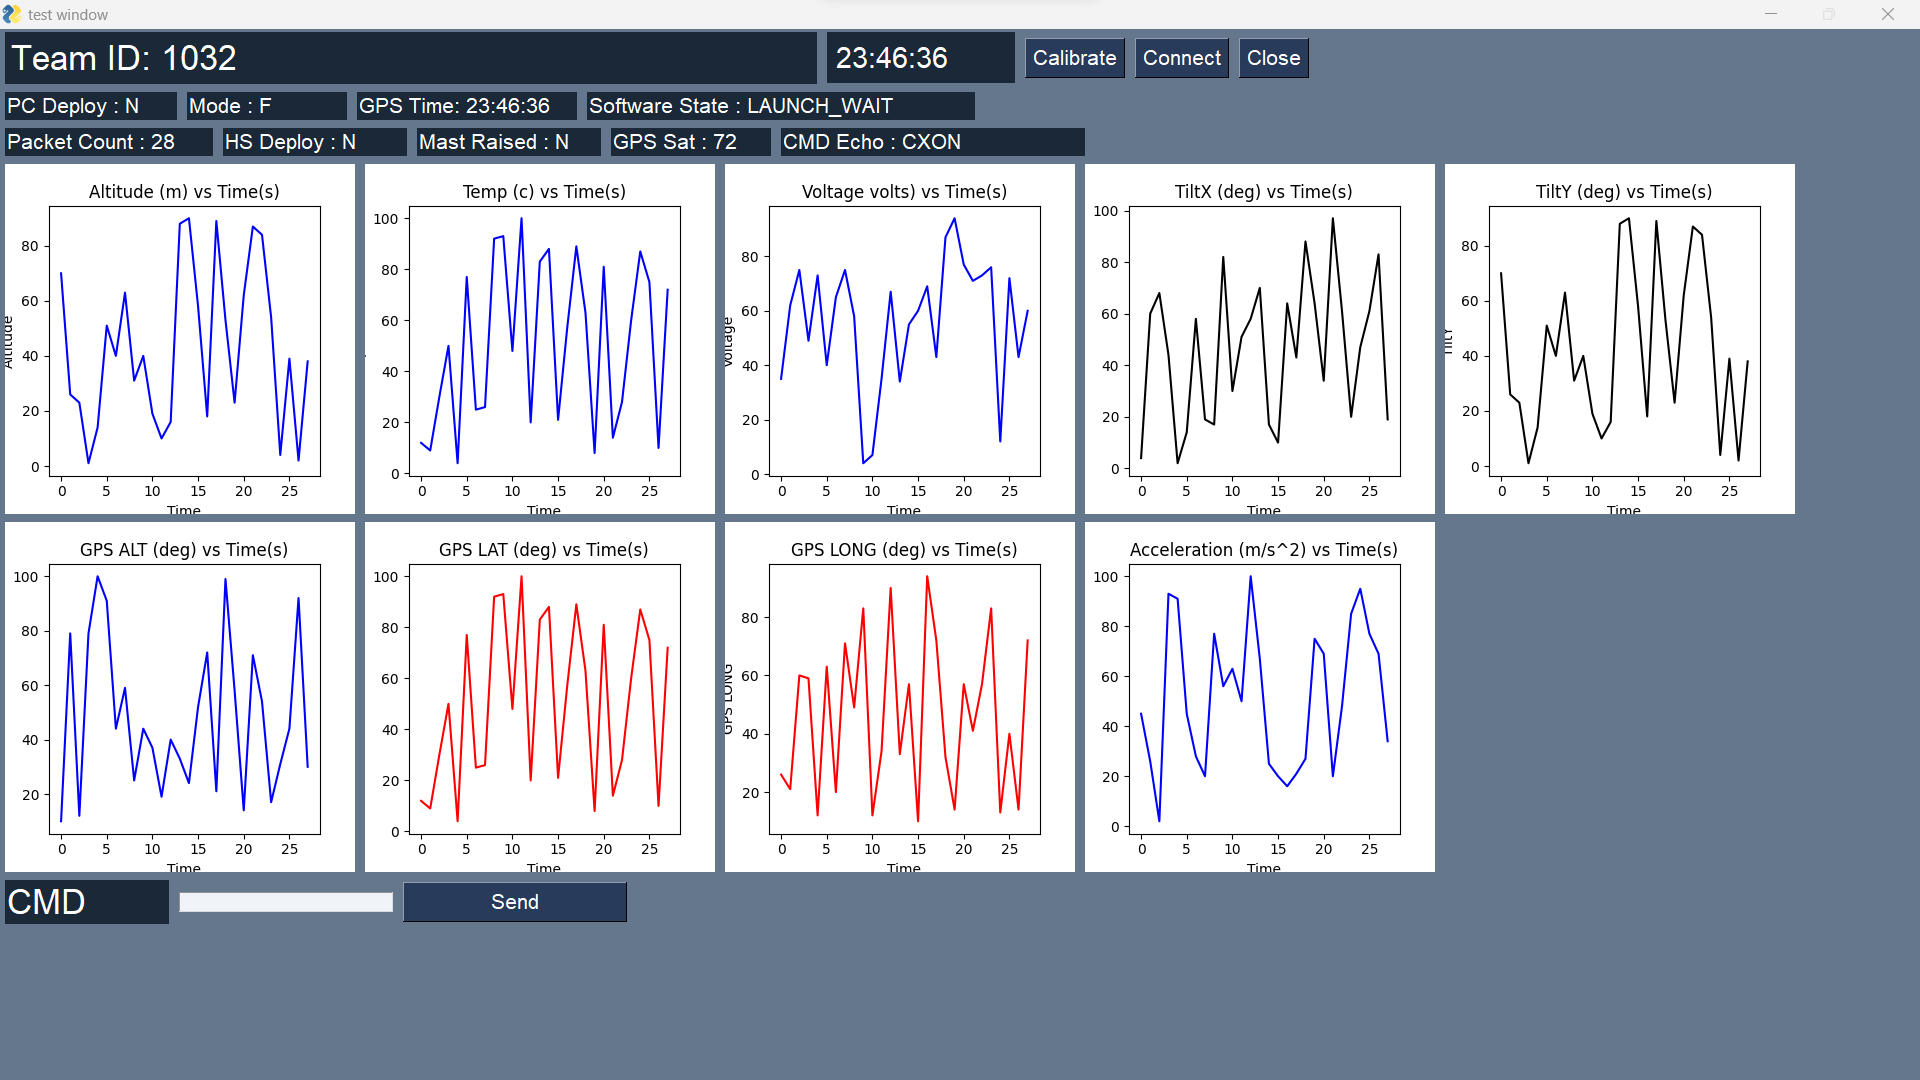 test window
Team ID: 1032 23:46:36 Calibrate Connect Close
PC Deploy : N Mode : F GPS Time: 23:46:36 Software State : LAUNCH_WAIT
Packet Count : 28 HS Deploy : N Mast Raised : N GPS Sat : 72 CMD Echo : CXON
Altitude (m) vs Time(s)
80
60
40
20
0
Altitude
0 5 10 15 20 25
Time
Temp (c) vs Time(s)
100
80
60
40
20
0
0 5 10 15 20 25
Time
Voltage volts) vs Time(s)
80
60
40
20
0
Voltage
0 5 10 15 20 25
Time
TiltX (deg) vs Time(s)
100
80
60
40
20
0
0 5 10 15 20 25
Time
TiltY (deg) vs Time(s)
80
60
40
20
0
TiltY
0 5 10 15 20 25
Time
GPS ALT (deg) vs Time(s)
100
80
60
40
20
0 5 10 15 20 25
Time
GPS LAT (deg) vs Time(s)
100
80
60
40
20
0
0 5 10 15 20 25
Time
GPS LONG (deg) vs Time(s)
80
60
40
20
GPS LONG
0 5 10 15 20 25
Time
Acceleration (m/s^2) vs Time(s)
100
80
60
40
20
0
0 5 10 15 20 25
Time
CMD Send